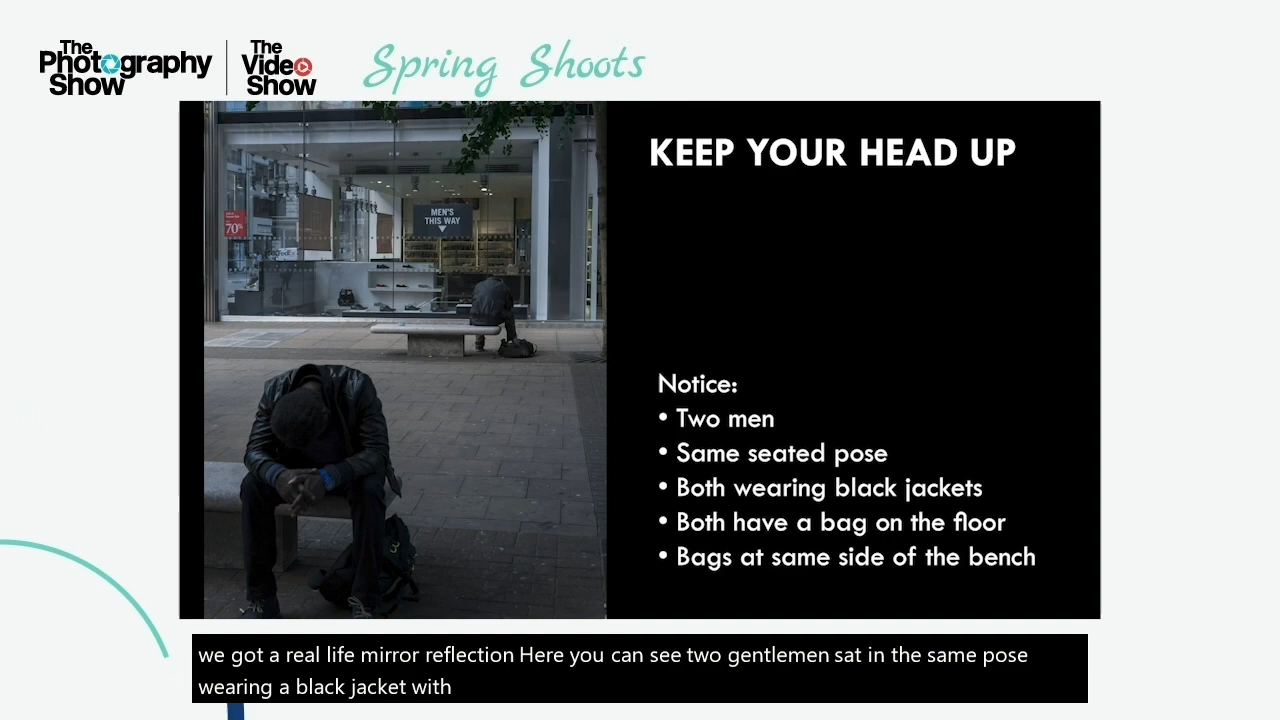 The
Photography
Show
The
Video
Show
Spring Shoots
KEEP YOUR HEAD UP
70%
MEN'S
THIS WAY
Notice:
• Two men
• Same seated pose
• Both wearing black jackets
• Both have a bag on the floor
• Bags at same side of the bench
we got a real life mirror reflection Here you can see two gentlemen sat in the same pose
wearing a black jacket with